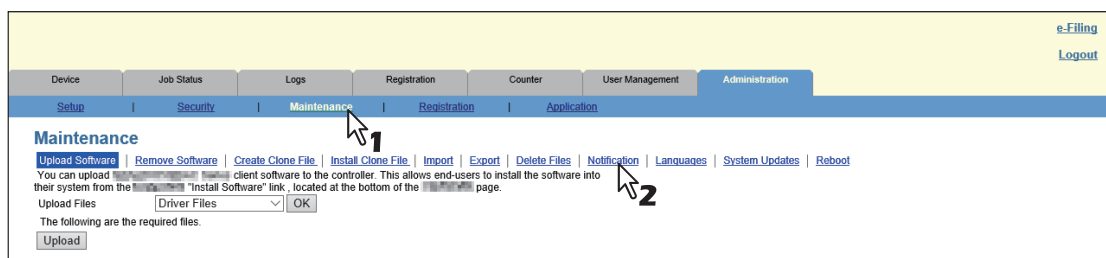 e-Filing
Logout
Device Job Status Logs Registration Counter User Management Administration
Setup | Security | Maintenance | Registration | Application
1
Maintenance
Upload Software | Remove Software | Create Clone File | Install Clone File | Import | Export | Delete Files | Notification | Languages | System Updates | Reboot
You can upload client software to the controller. This allows end-users to install the software into
their system from the "Install Software" link , located at the bottom of the page.
2
Upload Files Driver Files OK
The following are the required files.
Upload